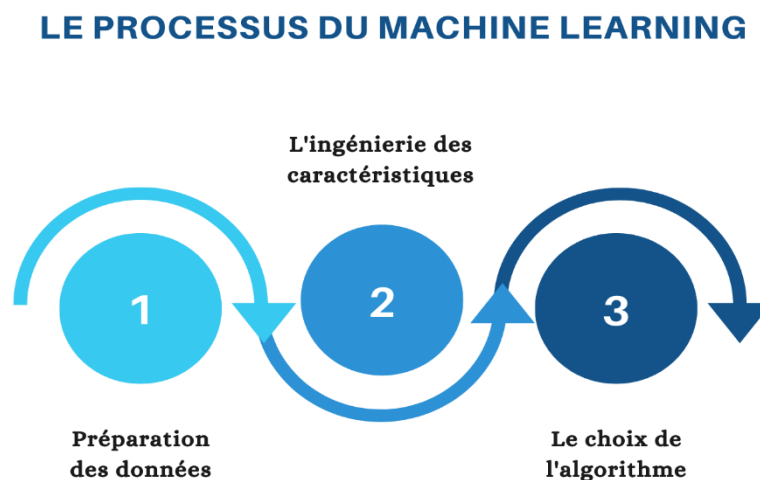 LE PROCESSUS DU MACHINE LEARNING
L'ingénierie des
caractéristiques
1
2
3
Préparation
des données
Le choix de
l'algorithme